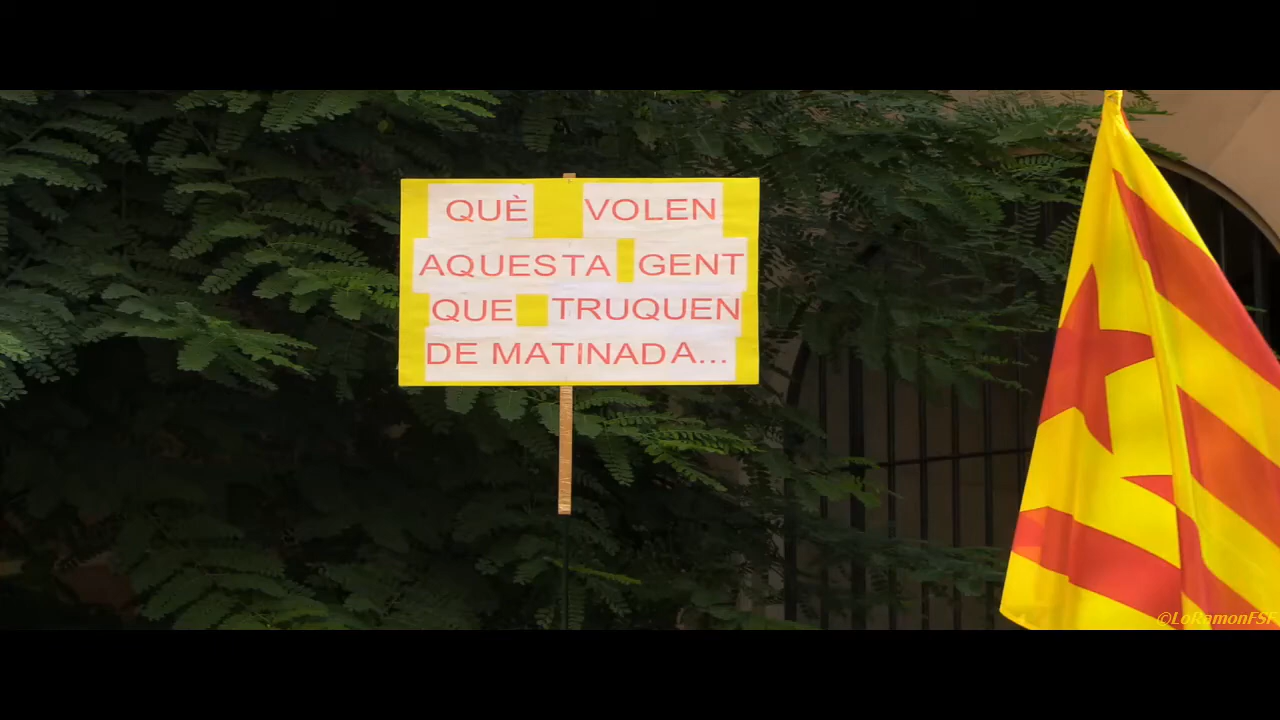 QUÈ VOLEN
AQUESTA GENT
QUE TRUQUEN
DE MATINADA...
©LoRamonFSF